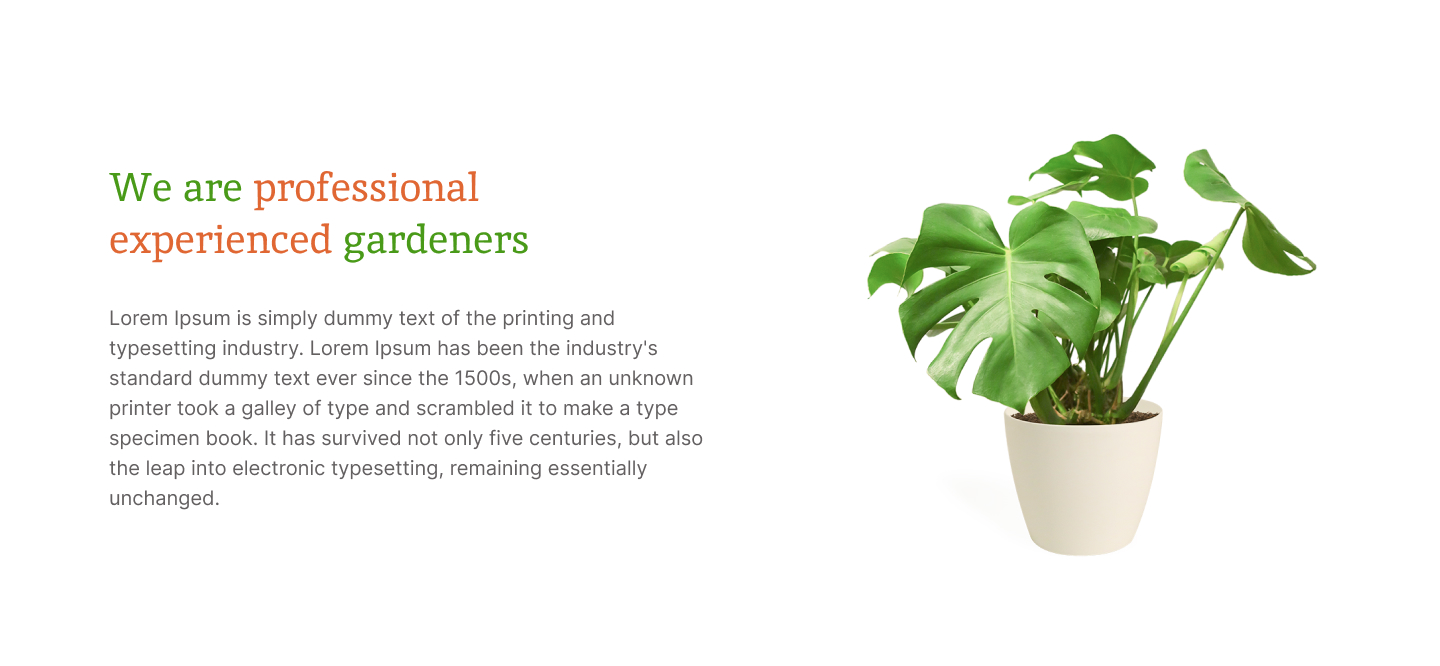 We are professional
experienced gardeners
Lorem Ipsum is simply dummy text of the printing and
typesetting industry. Lorem Ipsum has been the industry's
standard dummy text ever since the 1500s, when an unknown
printer took a galley of type and scrambled it to make a type
specimen book. It has survived not only five centuries, but also
the leap into electronic typesetting, remaining essentially
unchanged.